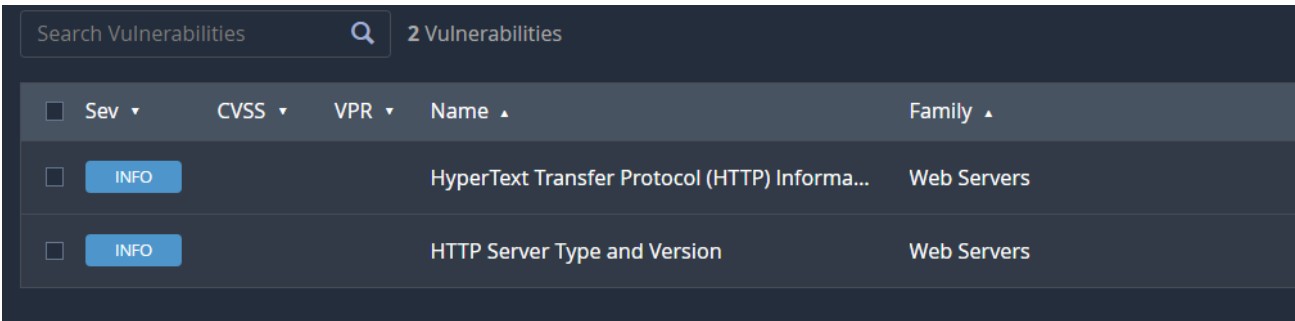 Search Vulnerabilities 2 Vulnerabilities
Sev CVSS VPR Name Family
INFO HyperText Transfer Protocol (HTTP) Informa... Web Servers
INFO HTTP Server Type and Version Web Servers